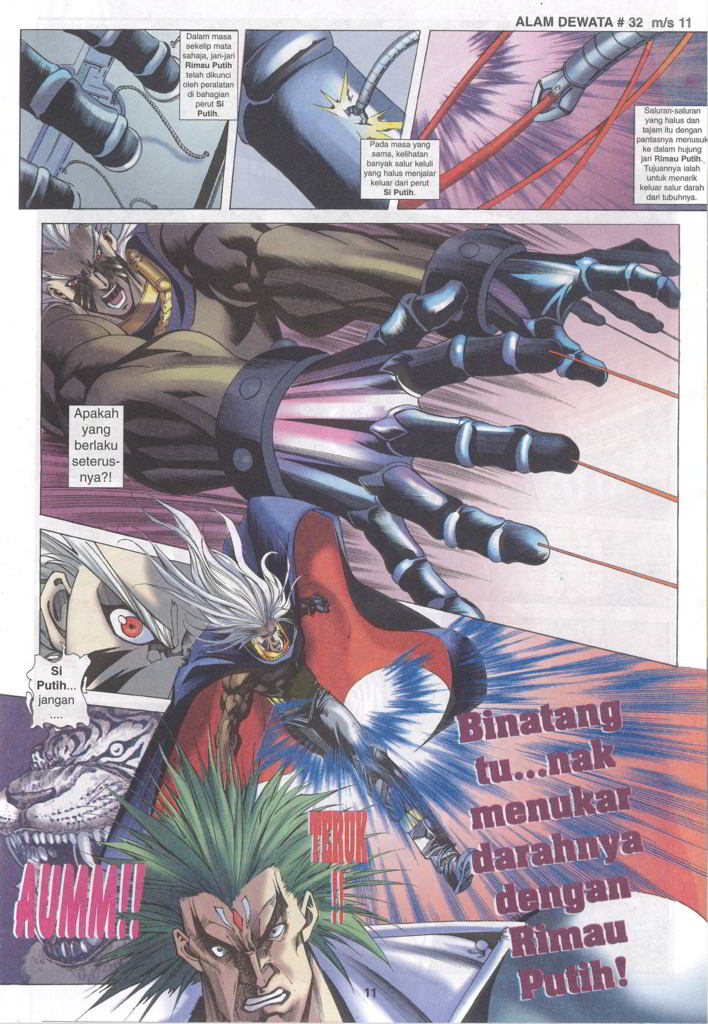 ALAM DEWATA # 32 m/s 11
Dalam masa
sekelip mata
sahaja, jari-jari
Rimau Putih
telah dikunci
oleh peralatan
di bahagian
perut Si
Putih.
Pada masa yang
sama, kelihatan
banyak salur keluli
yang halus menjalar
keluar dari perut
Si Putih.
Saluran-saluran
yang halus dan
tajam itu dengan
pantasnya menusuk
ke dalam hujung
jari Rimau Putih.
Tujuannya ialah
untuk menarik
keluar salur darah
dari tubuhnya.
Apakah
yang
berlaku
seterus-
nya?!
Si
Putih...
jangan
....
Binatang
tu...nak
menukar
darahnya
dengan
Rimau
Putih!
TERUK
!!
AUMM!!
11